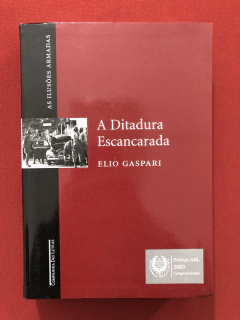 AS ILUSÕES ARMADAS
A Ditadura
Escancarada
ELIO GASPARI
COMPANHIA DAS LETRAS
Prêmio ABL
2003